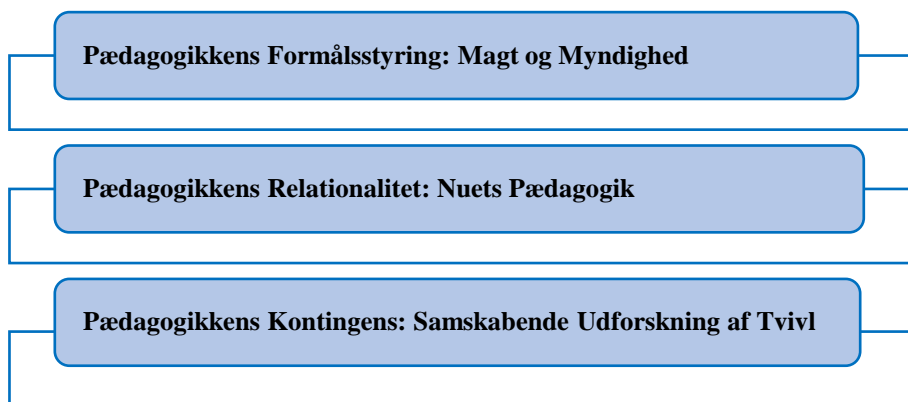 Pædagogikkens Formålsstyring: Magt og Myndighed
Pædagogikkens Relationalitet: Nuets Pædagogik
Pædagogikkens Kontingens: Samskabende Udforskning af Tvivl